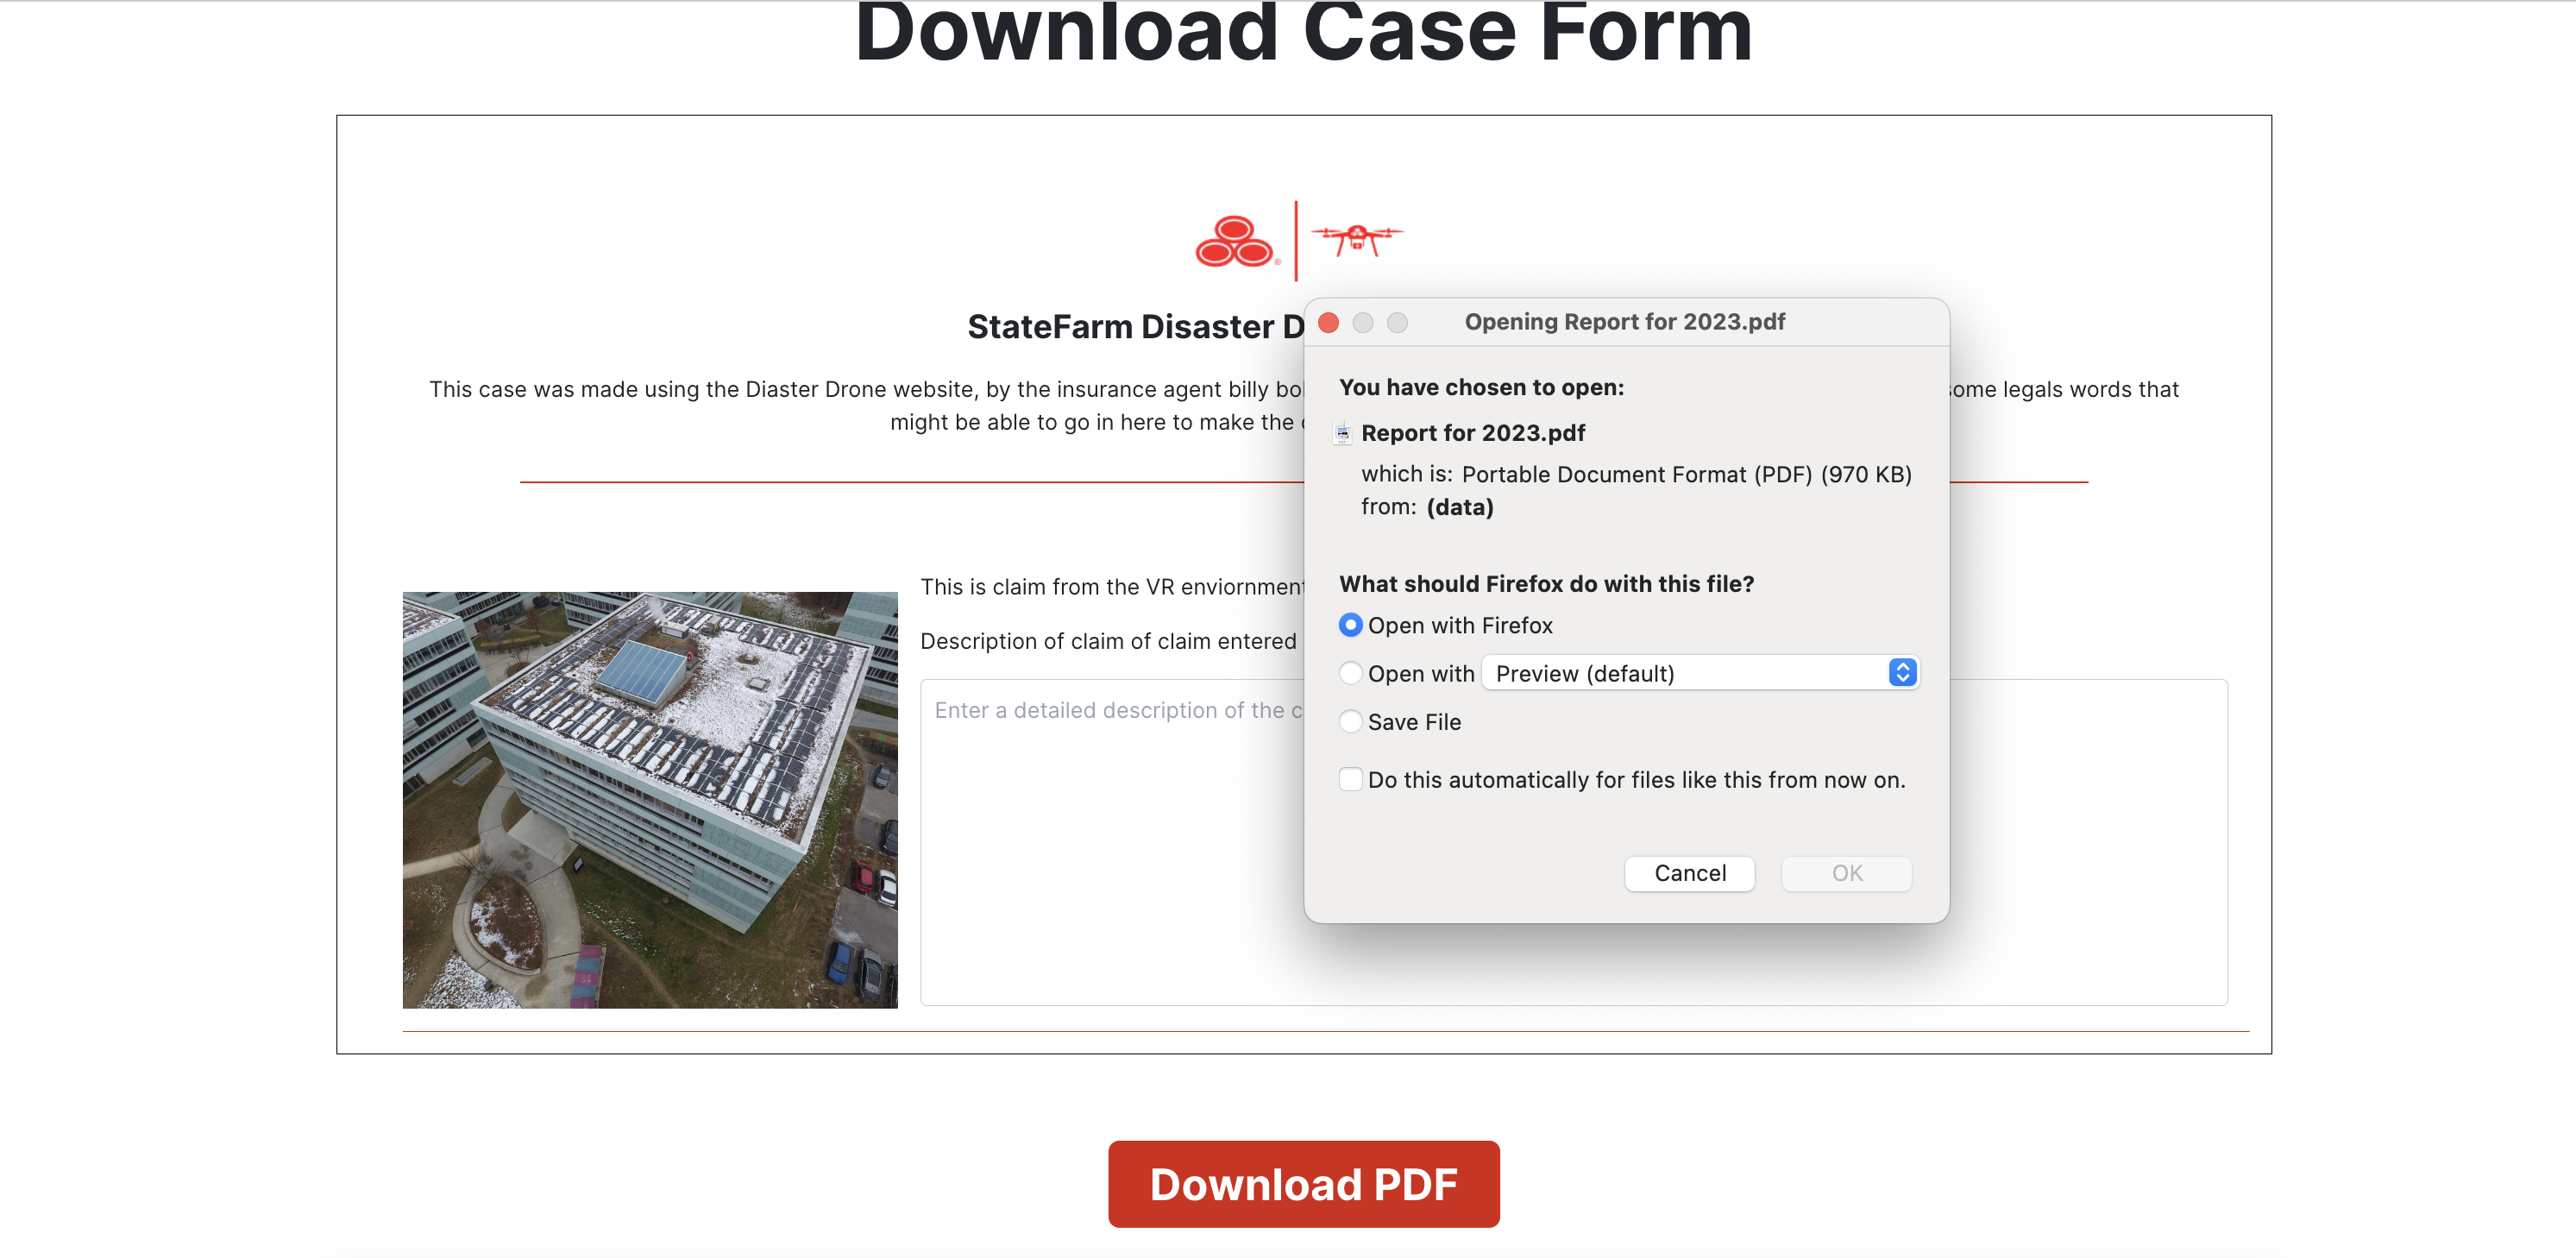 Download Case Form
StateFarm Disaster D
This case was made using the Diaster Drone website, by the insurance agent billy bo
some legals words that
might be able to go in here to make the
This is claim from the VR enviornment
Description of claim of claim entered
Enter a detailed description of the c
Opening Report for 2023.pdf
You have chosen to open:
Report for 2023.pdf
which is: Portable Document Format (PDF) (970 KB)
from: (data)
What should Firefox do with this file?
Open with Firefox
Open with Preview (default)
Save File
Do this automatically for files like this from now on.
Cancel OK
Download PDF